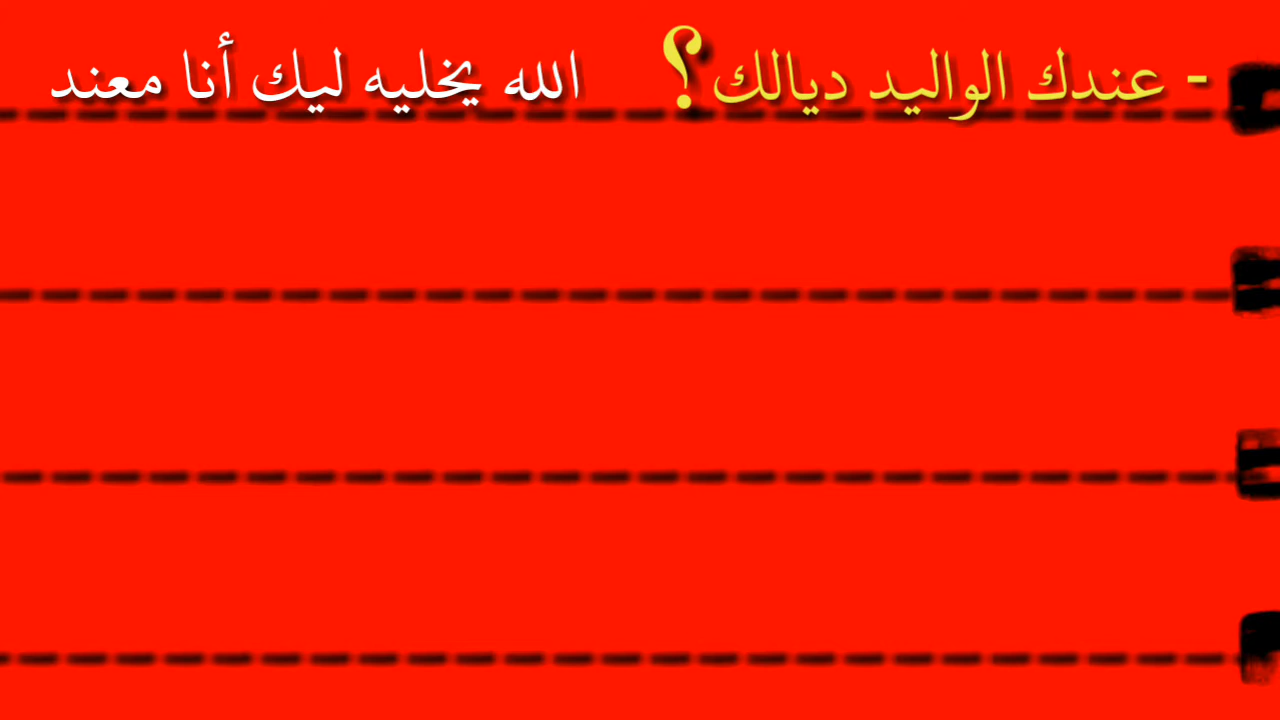 - عندك الواليد ديالك؟ الله يخليه ليك أنا معند